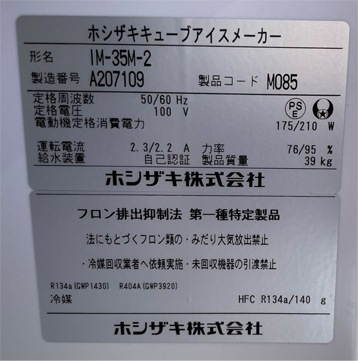 ホシザキキューブアイスメーカー
形名 IM-35M-2
製造番号 A207109 製品コード M085
定格周波数 50/60 Hz
定格電圧 100 V
電動機定格消費電力 175/210 W
PS E
運転電流 2.3/2.2 A 力率 76/95 %
給水装置 自己認証 製品質量 39 kg
ホシザキ株式会社
フロン排出抑制法 第一種特定製品
法にもとづくフロン類の・みだり大気放出禁止
・冷媒回収業者へ依頼実施・未回収機器の引渡禁止
R134a(GWP1430) R404A(GWP3920)
冷媒 HFC R134a/140 g
ホシザキ株式会社